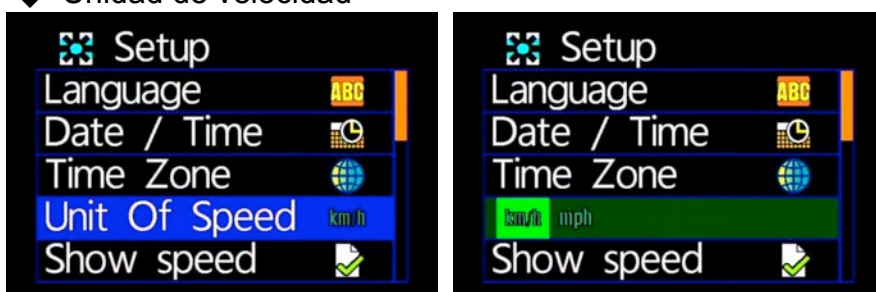 Unidad de velocidad
Setup
Language ABC
Date / Time
Time Zone
Unit Of Speed km/h
Show speed
Setup
Language ABC
Date / Time
Time Zone
km/h mph
Show speed